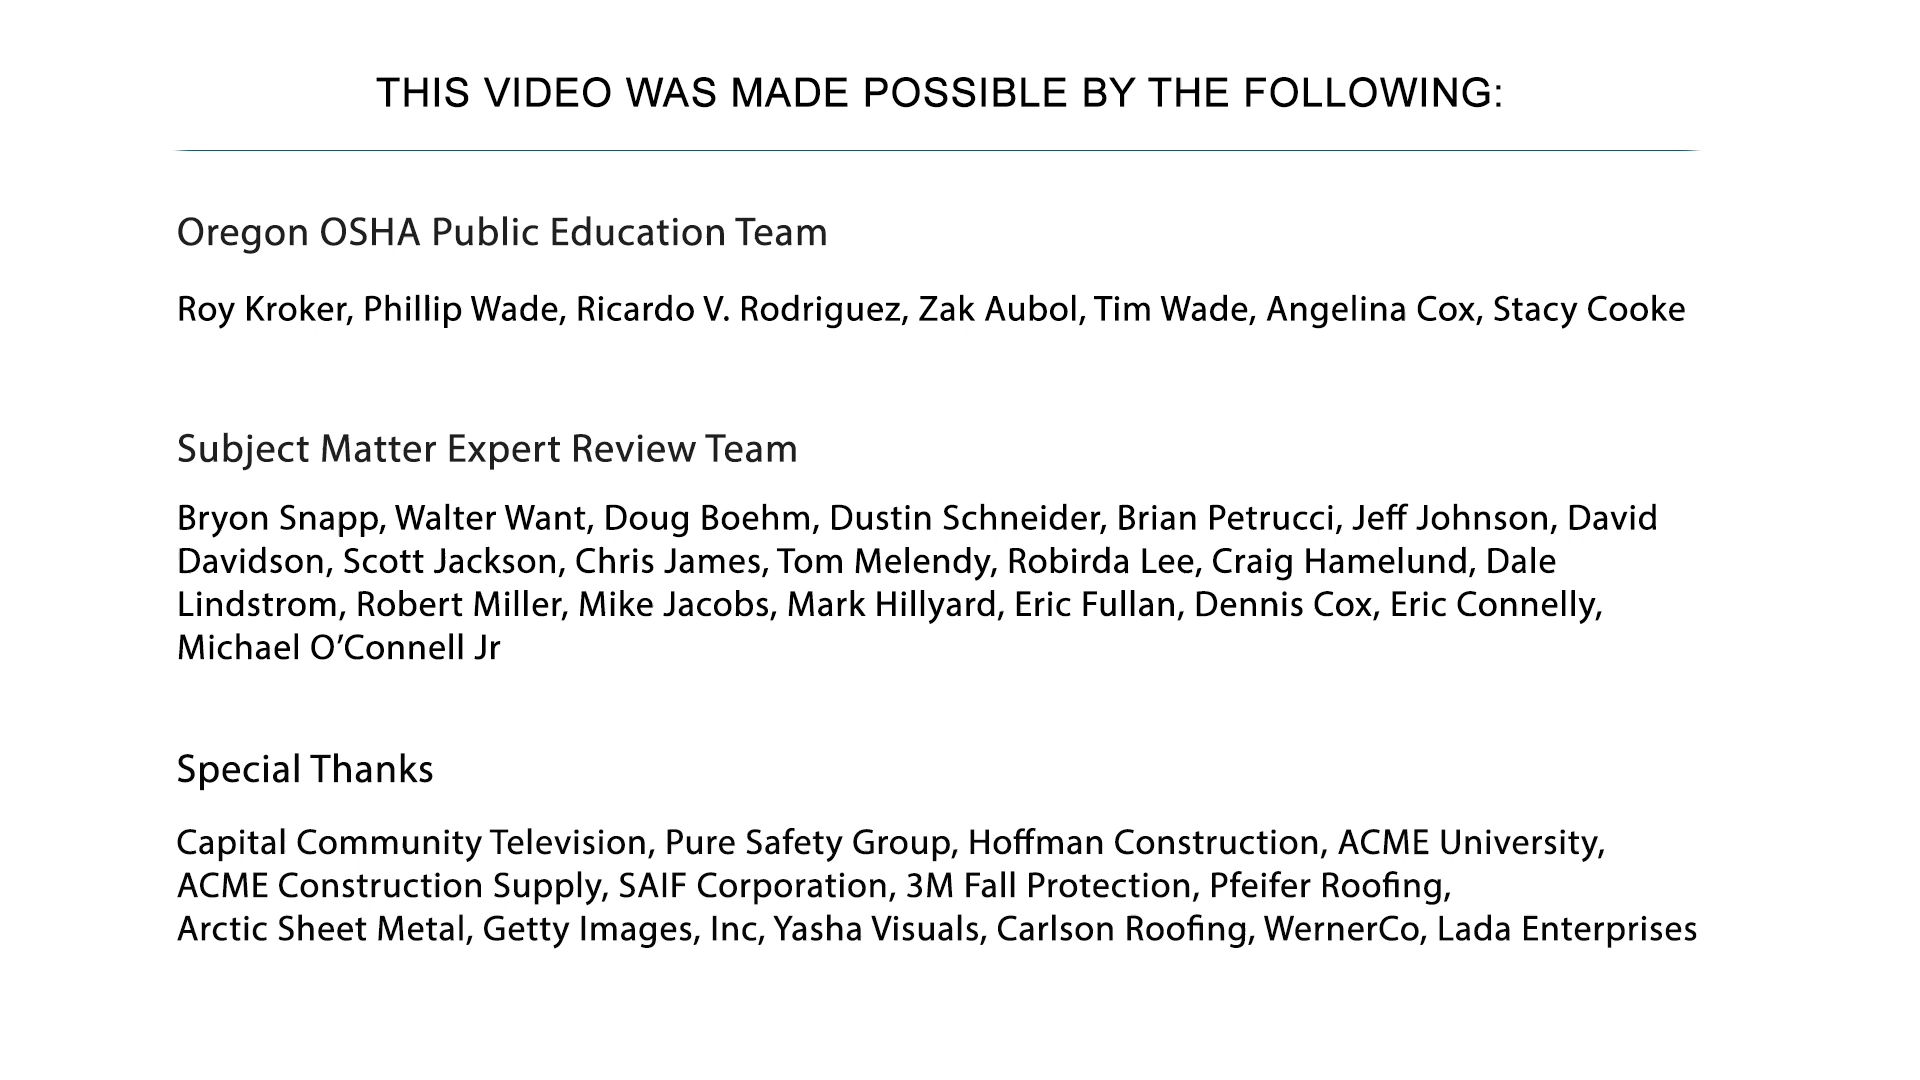 THIS VIDEO WAS MADE POSSIBLE BY THE FOLLOWING:
Oregon OSHA Public Education Team
Roy Kroker, Phillip Wade, Ricardo V. Rodriguez, Zak Aubol, Tim Wade, Angelina Cox, Stacy Cooke
Subject Matter Expert Review Team
Bryon Snapp, Walter Want, Doug Boehm, Dustin Schneider, Brian Petrucci, Jeff Johnson, David
Davidson, Scott Jackson, Chris James, Tom Melendy, Robirda Lee, Craig Hamelund, Dale
Lindstrom, Robert Miller, Mike Jacobs, Mark Hillyard, Eric Fullan, Dennis Cox, Eric Connelly,
Michael O’Connell Jr
Special Thanks
Capital Community Television, Pure Safety Group, Hoffman Construction, ACME University,
ACME Construction Supply, SAIF Corporation, 3M Fall Protection, Pfeifer Roofing,
Arctic Sheet Metal, Getty Images, Inc, Yasha Visuals, Carlson Roofing, WernerCo, Lada Enterprises